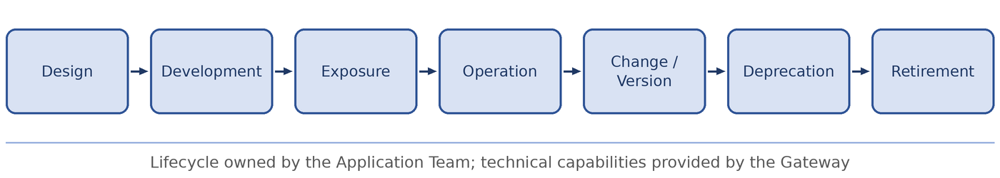 Design
Development
Exposure
Operation
Change /
Version
Deprecation
Retirement
Lifecycle owned by the Application Team; technical capabilities provided by the Gateway